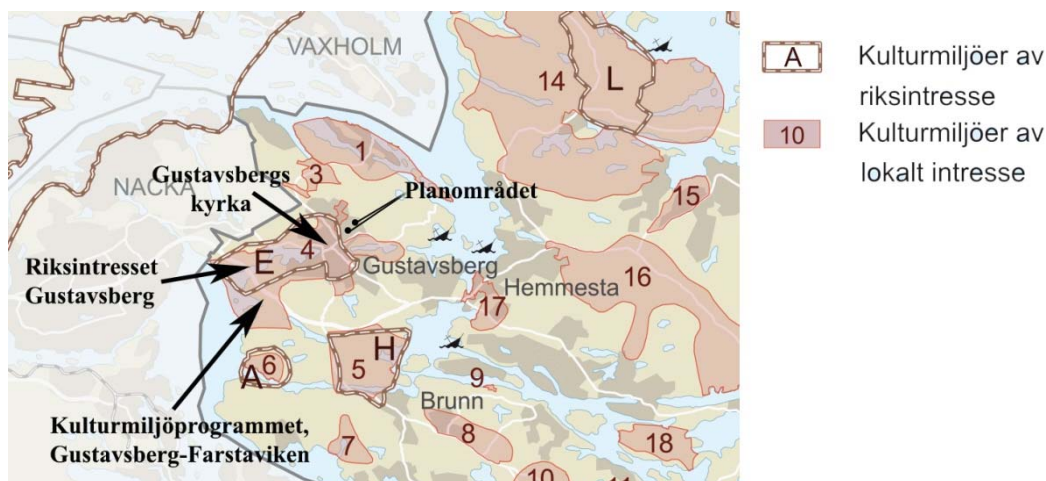 VAXHOLM
14
L
A
Kulturmiljöer av
riksintresse
10
Kulturmiljöer av
lokalt intresse
1
3
Gustavsbergs
kyrka
Planområdet
NACKA
15
4
E
Gustavsberg
Riksintresset
Gustavsberg
Hemmesta
16
17
H
5
6
A
9
Brunn
Kulturmiljöprogrammet,
Gustavsberg-Farstaviken
7
8
18
10
11